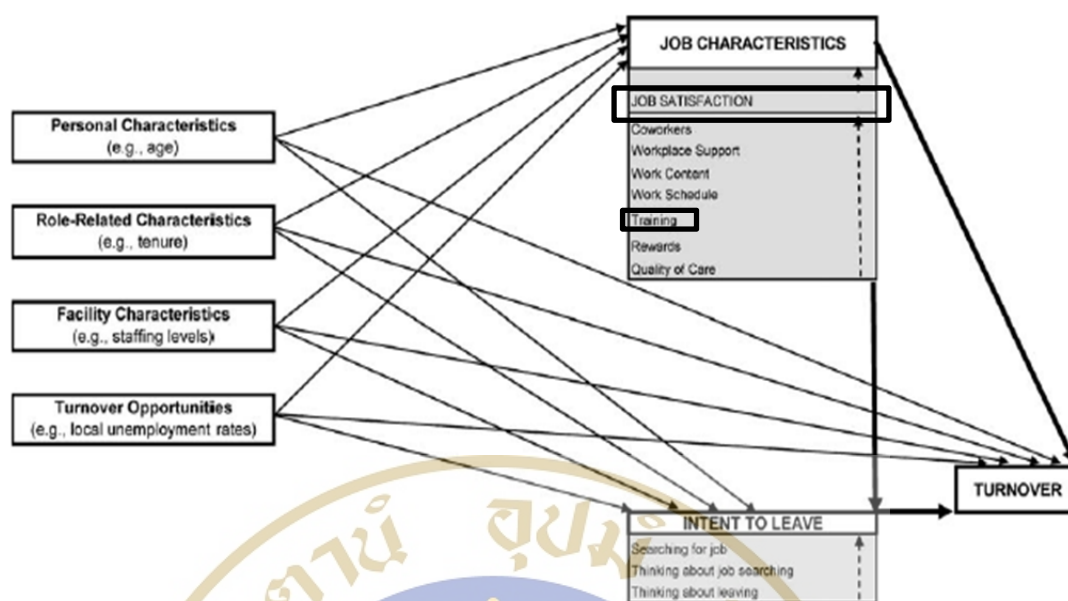 JOB CHARACTERISTICS
JOB SATISFACTION
Coworkers
Workplace Support
Work Content
Work Schedule
Training
Rewards
Quality of Care
Personal Characteristics
(e.g., age)
Role-Related Characteristics
(e.g., tenure)
Facility Characteristics
(e.g., staffing levels)
Turnover Opportunities
(e.g., local unemployment rates)
TURNOVER
INTENT TO LEAVE
Searching for job
Thinking about job searching
Thinking about leaving